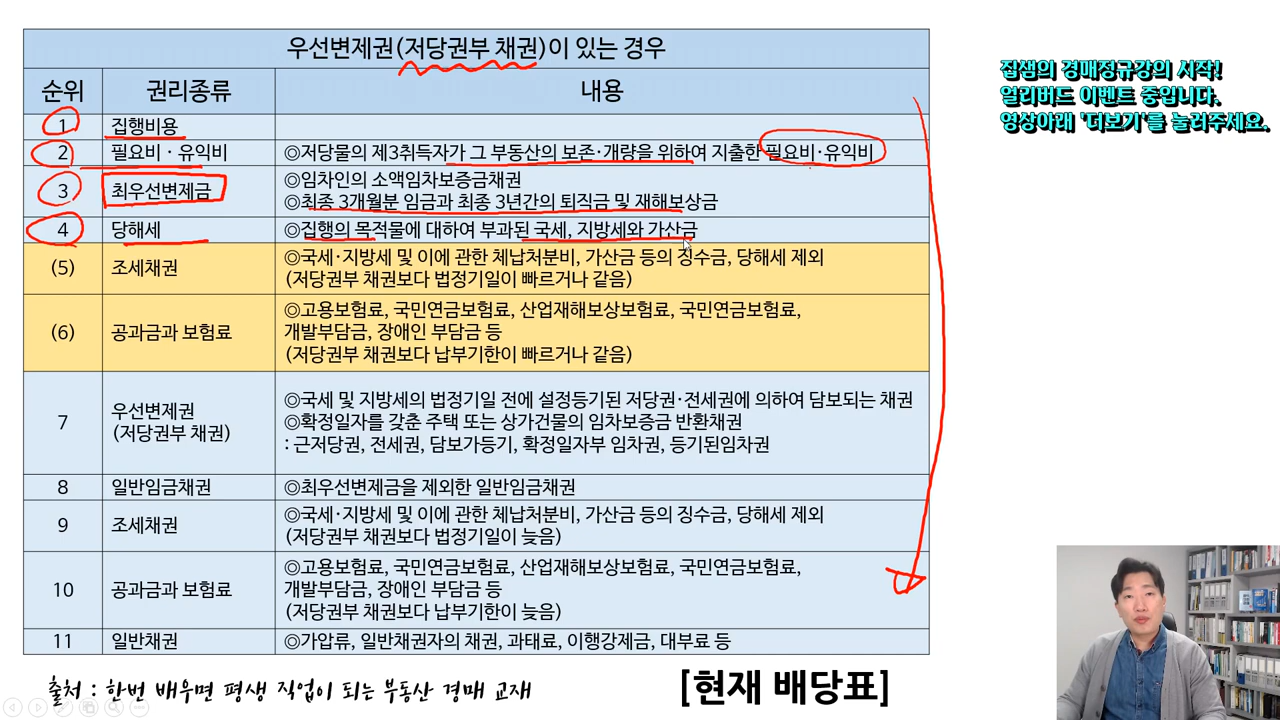 우선변제권(저당권부 채권)이 있는 경우
순위 권리종류 내용
1 집행비용
2 필요비·유익비 ◎저당물의 제3취득자가 그 부동산의 보존·개량을 위하여 지출한 필요비·유익비
3 최우선변제금 ◎임차인의 소액임차보증금채권
◎최종 3개월분 임금과 최종 3년간의 퇴직금 및 재해보상금
4 당해세 ◎집행의 목적물에 대하여 부과된 국세, 지방세와 가산금
(5) 조세채권 ◎국세·지방세 및 이에 관한 체납처분비, 가산금 등의 징수금, 당해세 제외
(저당권부 채권보다 법정기일이 빠르거나 같음)
(6) 공과금과 보험료 ◎고용보험료, 국민연금보험료, 산업재해보상보험료, 국민연금보험료,
개발부담금, 장애인 부담금 등
(저당권부 채권보다 납부기한이 빠르거나 같음)
7 우선변제권
(저당권부 채권)
◎국세 및 지방세의 법정기일 전에 설정등기된 저당권·전세권에 의하여 담보되는 채권
◎확정일자를 갖춘 주택 또는 상가건물의 임차보증금 반환채권
: 근저당권, 전세권, 담보가등기, 확정일자부 임차권, 등기된임차권
8 일반임금채권 ◎최우선변제금을 제외한 일반임금채권
9 조세채권 ◎국세·지방세 및 이에 관한 체납처분비, 가산금 등의 징수금, 당해세 제외
(저당권부 채권보다 법정기일이 늦음)
10 공과금과 보험료 ◎고용보험료, 국민연금보험료, 산업재해보상보험료, 국민연금보험료,
개발부담금, 장애인 부담금 등
(저당권부 채권보다 납부기한이 늦음)
11 일반채권 ◎가압류, 일반채권자의 채권, 과태료, 이행강제금, 대부료 등
출처 : 한번 배우면 평생 직업이 되는 부동산 경매 교재
[현재 배당표]
집샘의 경매정규강의 시작!
얼리버드 이벤트 중입니다.
영상아래 '더보기'를 눌러주세요.